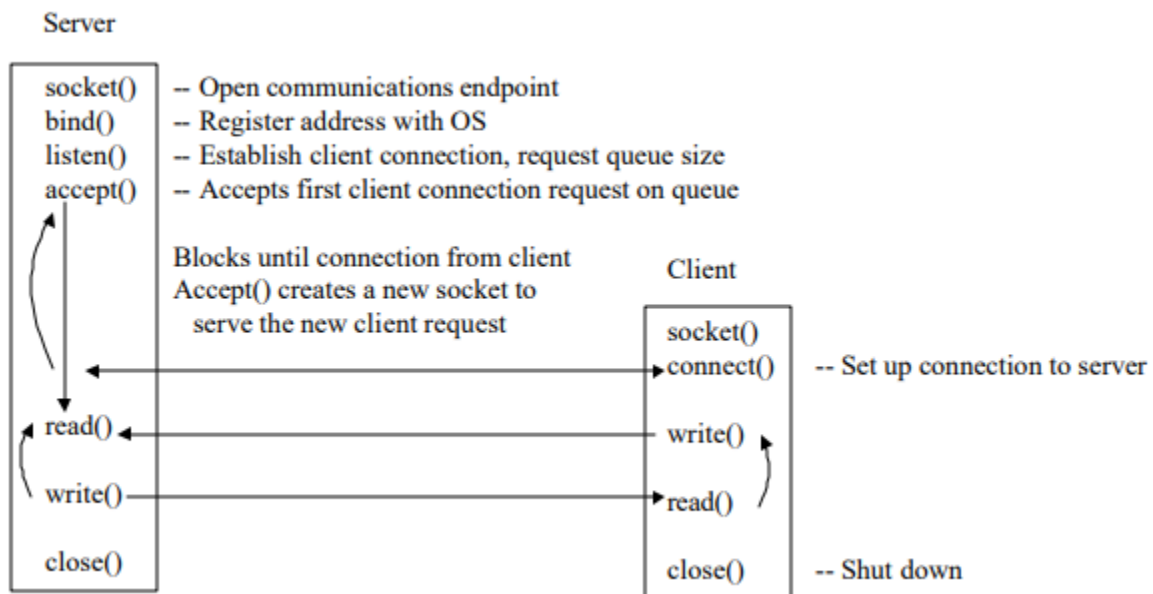 Server
socket() -- Open communications endpoint
bind() -- Register address with OS
listen() -- Establish client connection, request queue size
accept() -- Accepts first client connection request on queue
Blocks until connection from client
Accept() creates a new socket to
serve the new client request
Client
socket()
connect() -- Set up connection to server
read()
write()
write()
read()
close()
close() -- Shut down